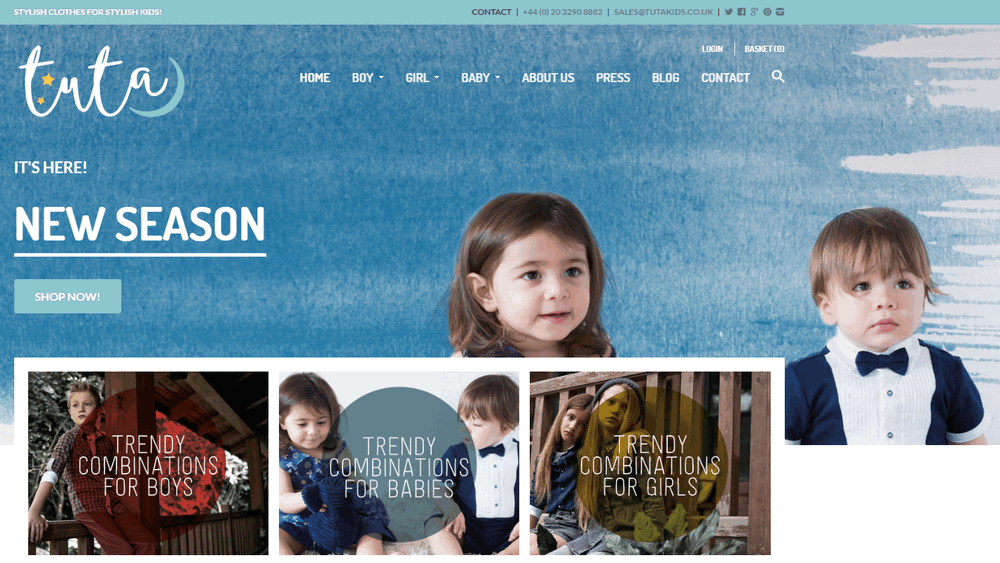 STYLISH CLOTHES FOR STYLISH KIDS!
CONTACT | +44 (0) 20 3290 8882 | SALES@TUTAKIDS.CO.UK |
LOGIN | BASKET (0)
tuta
HOME BOY GIRL BABY ABOUT US PRESS BLOG CONTACT
IT'S HERE!
NEW SEASON
SHOP NOW!
TRENDY
COMBINATIONS
FOR BOYS
TRENDY
COMBINATIONS
FOR BABIES
TRENDY
COMBINATIONS
FOR GIRLS